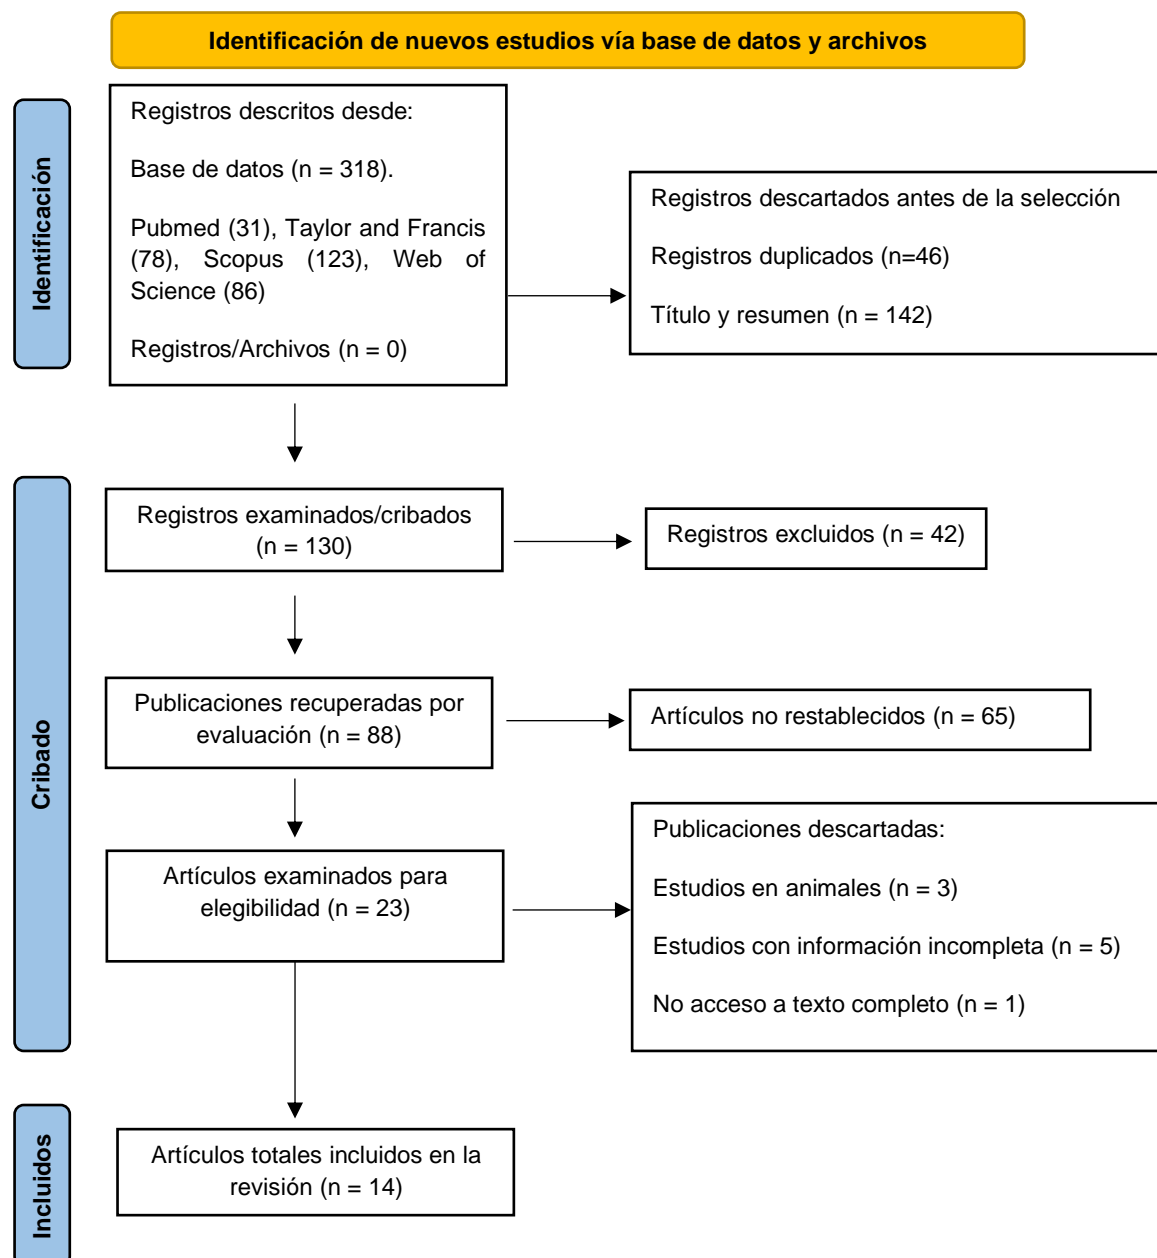 Identificación de nuevos estudios vía base de datos y archivos
Identificación
Registros descritos desde:
Base de datos (n = 318).
Pubmed (31), Taylor and Francis
(78), Scopus (123), Web of
Science (86)
Registros/Archivos (n = 0)
Registros descartados antes de la selección
Registros duplicados (n=46)
Título y resumen (n = 142)
Cribado
Registros examinados/cribados
(n = 130)
Registros excluidos (n = 42)
Publicaciones recuperadas por
evaluación (n = 88)
Artículos no restablecidos (n = 65)
Artículos examinados para
elegibilidad (n = 23)
Publicaciones descartadas:
Estudios en animales (n = 3)
Estudios con información incompleta (n = 5)
No acceso a texto completo (n = 1)
Incluidos
Artículos totales incluidos en la
revisión (n = 14)